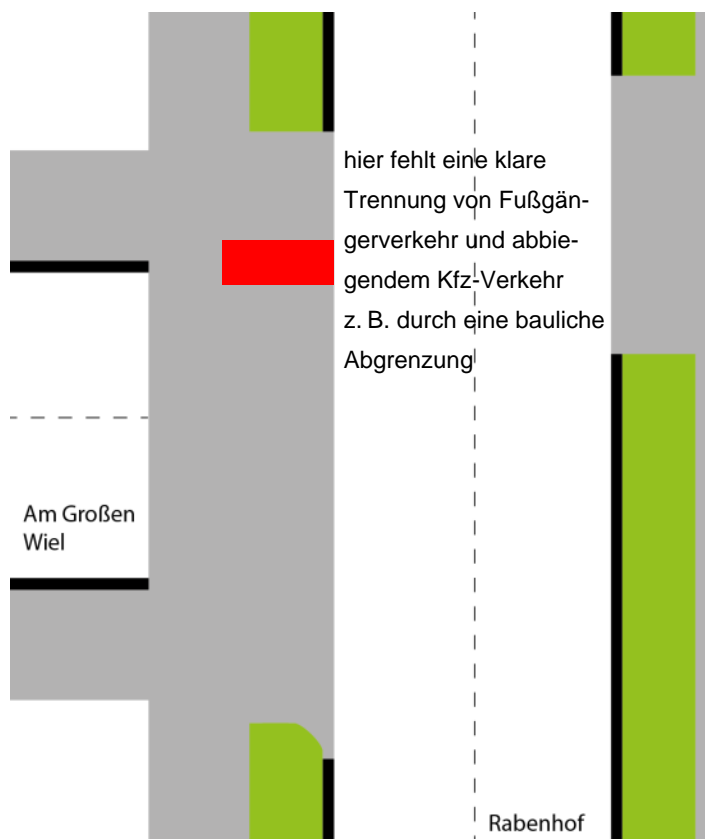 hier fehlt eine klare
Trennung von Fußgän-
gerverkehr und abbie-
gendem Kfz-Verkehr
z. B. durch eine bauliche
Abgrenzung
Am Großen
Wiel
Rabenhof